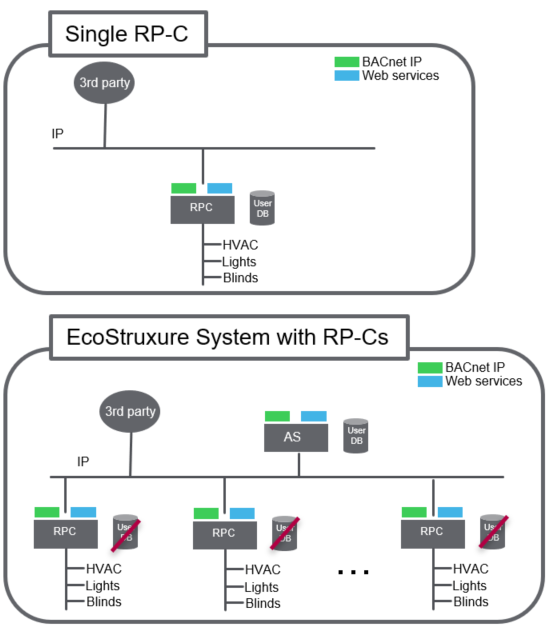 Single RP-C
BACnet IP
Web services
3rd party
IP
RPC
User
DB
HVAC
Lights
Blinds
EcoStruxure System with RP-Cs
BACnet IP
Web services
3rd party
AS
User
DB
IP
RPC
User
DB
HVAC
Lights
Blinds
RPC
User
DB
HVAC
Lights
Blinds
...
RPC
User
DB
HVAC
Lights
Blinds